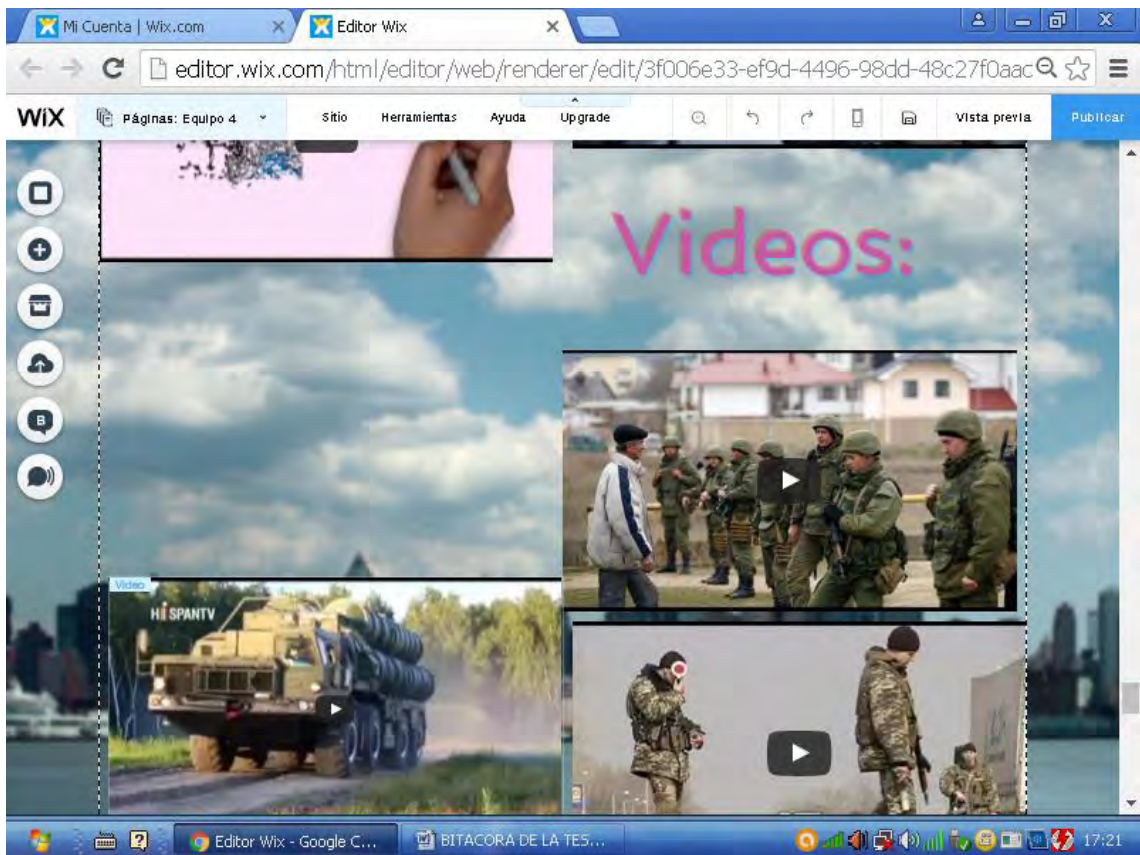 Mi Cuenta | Wix.com
Editor Wix
editor.wix.com/html/editor/web/renderer/edit/3f006e33-ef9d-4496-98dd-48c27f0aac
WiX
Páginas: Equipo 4
Sitio
Herramientas
Ayuda
Upgrade
Vista previa
Publicar
Videos:
B
Video
HISPANTV
Editor Wix - Google C...
BITACORA DE LA TES...
17:21